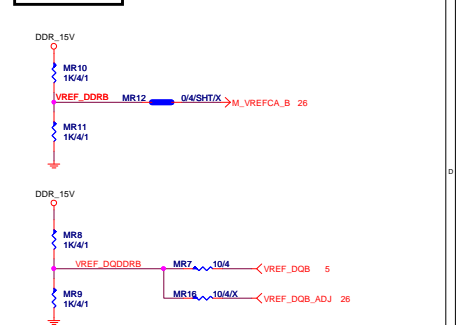 DDR_15V
MR10
1K/4/1
VREF_DDRB MR12 0/4/SHT/X M_VREFCA_B 26
MR11
1K/4/1
DDR_15V
MR8
1K/4/1
VREF_DQDDRB MR7 10/4 VREF_DQB 5
MR9
1K/4/1
MR16 10/4/X VREF_DQB_ADJ 26
D